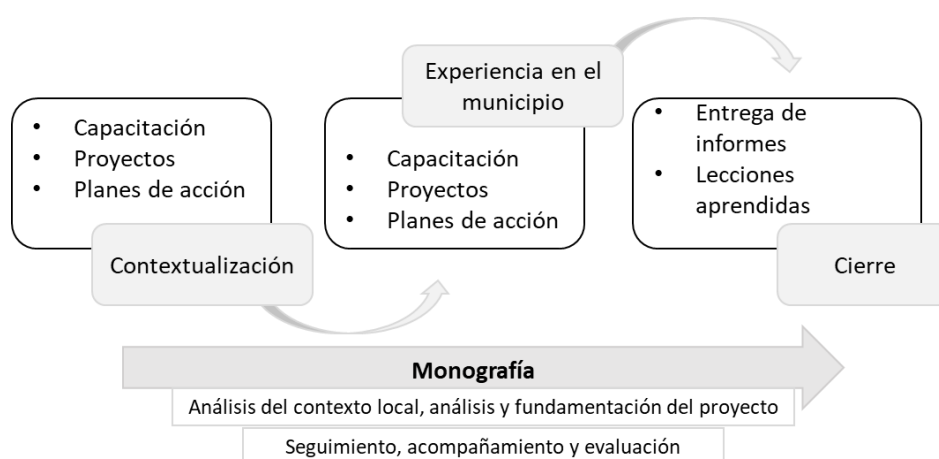 • Capacitación
• Proyectos
• Planes de acción
Contextualización
Experiencia en el
municipio
• Capacitación
• Proyectos
• Planes de acción
• Entrega de
informes
• Lecciones
aprendidas
Cierre
Monografía
Análisis del contexto local, análisis y fundamentación del proyecto
Seguimiento, acompañamiento y evaluación